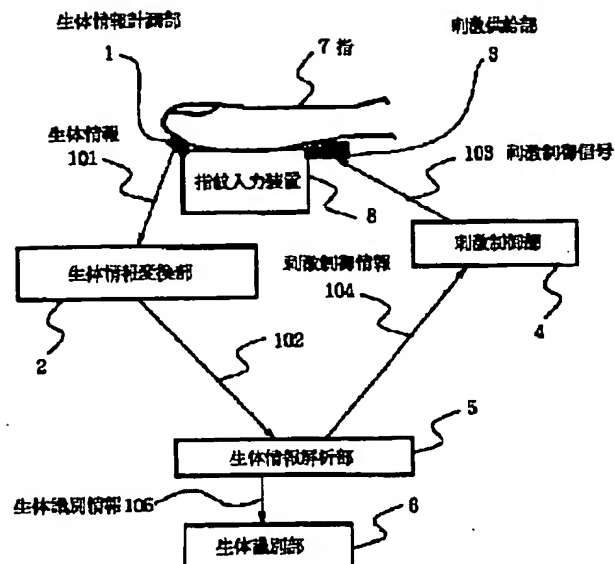 生体情報計測部
1
7 指
刺激供給部
3
生体情報
101
指紋入力装置
8
103 刺激制御信号
生体情報変換部
2
刺激制御情報
104
刺激制御部
4
102
生体情報解析部
5
生体識別情報 105
生体識別部
6